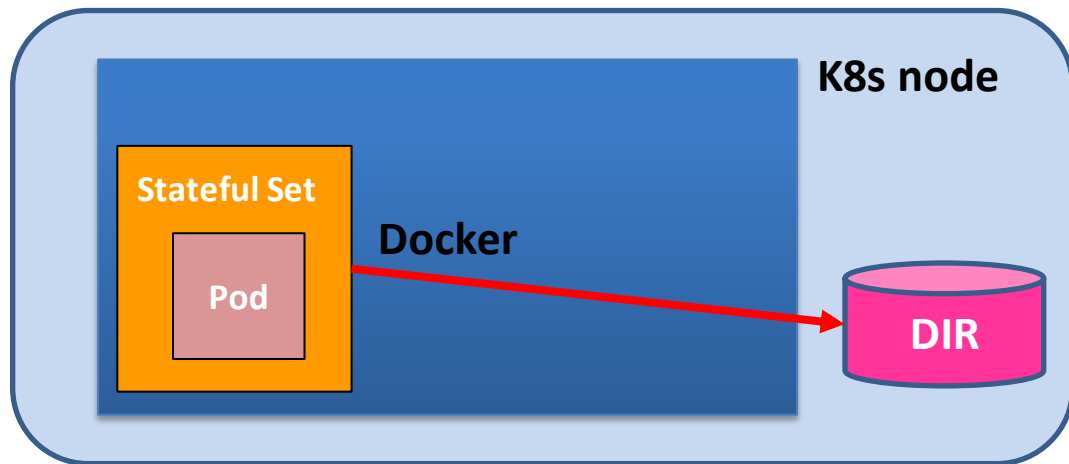 K8s node
Stateful Set
Docker
Pod
DIR